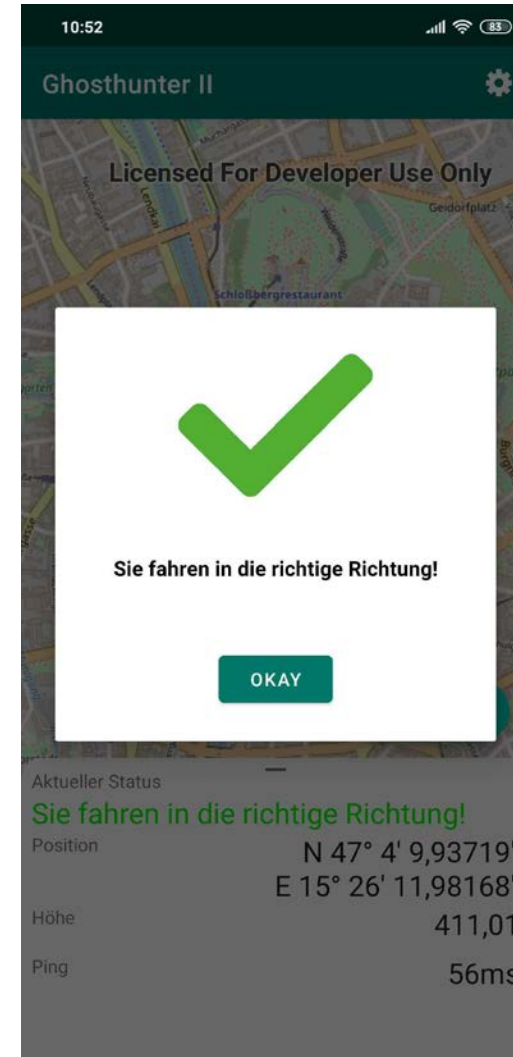 10:52
83
Ghosthunter II
Licensed For Developer Use Only
Geidorfplatz
Schloßbergrestaurant
Sie fahren in die richtige Richtung!
OKAY
Aktueller Status
Sie fahren in die richtige Richtung!
Position
N 47° 4' 9,93719'
E 15° 26' 11,98168'
Höhe
411,01
Ping
56ms